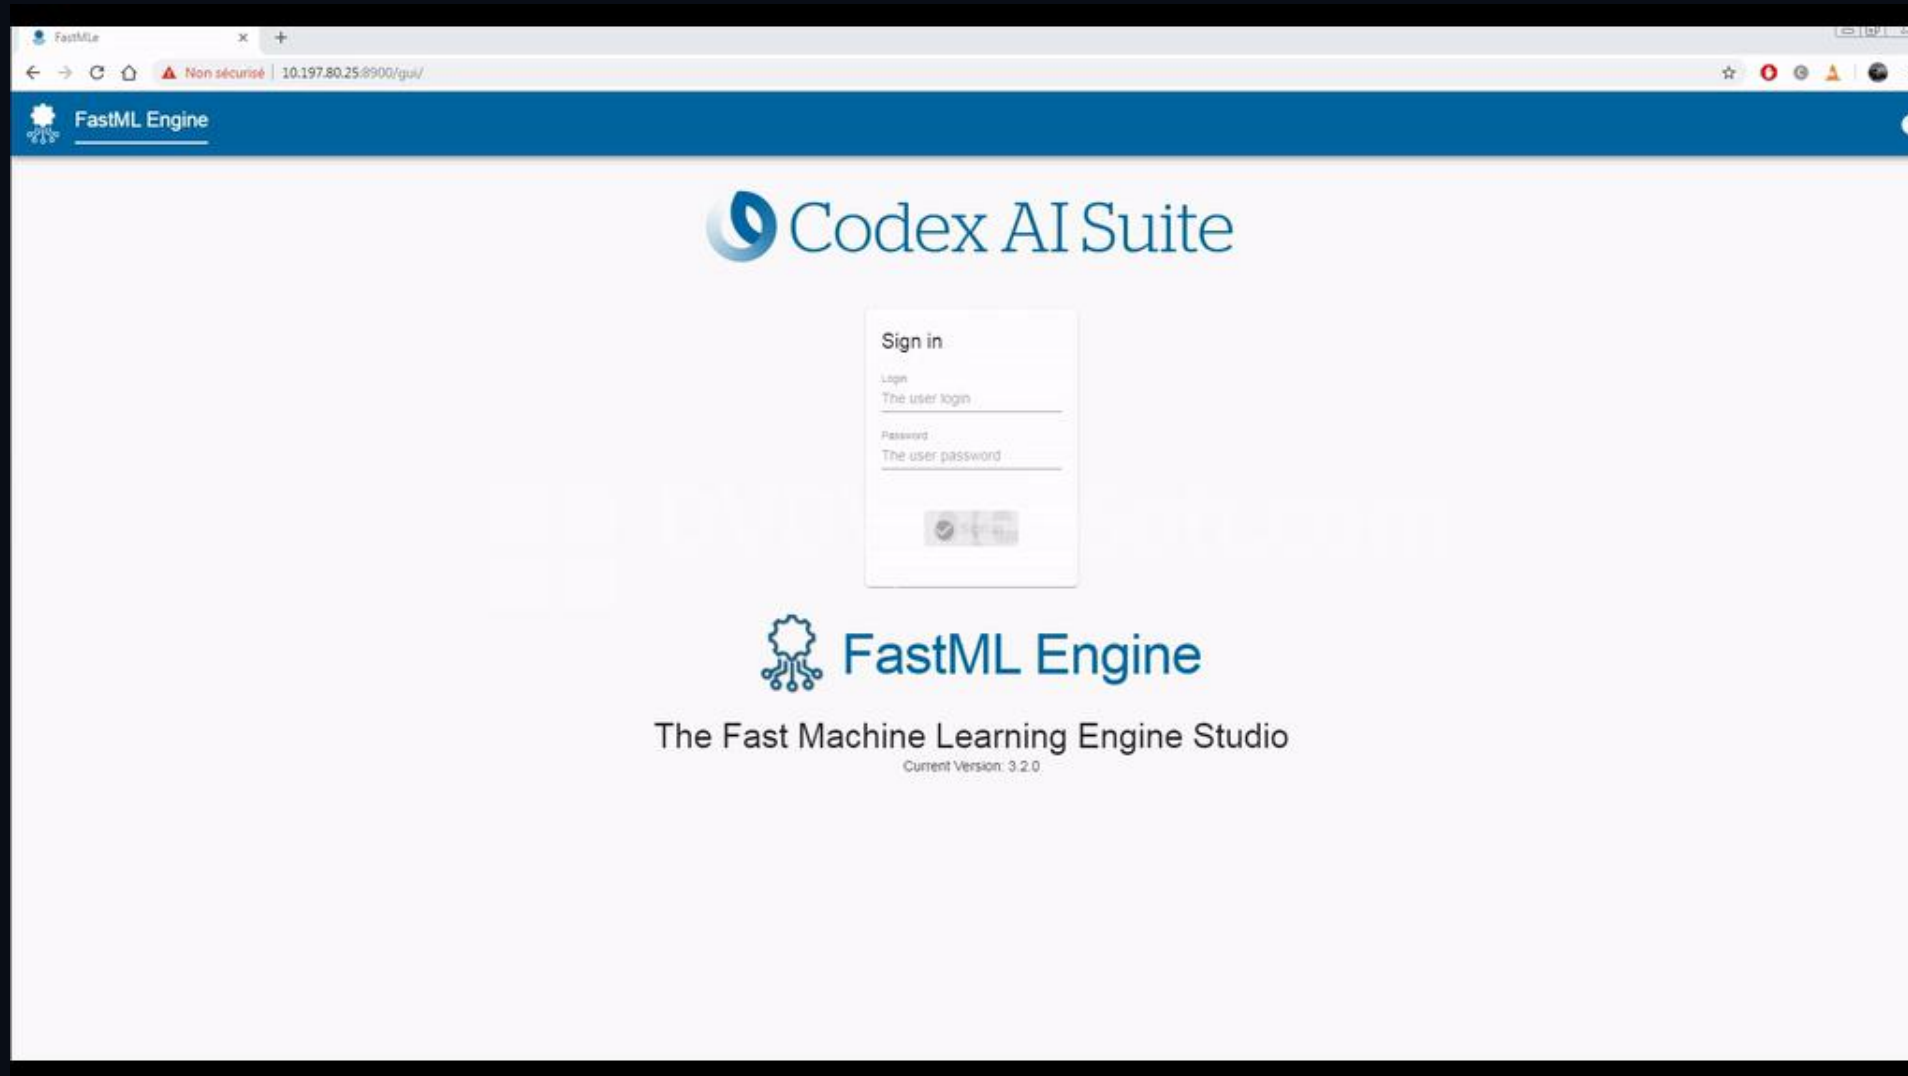 FastMLe
Non sécurisé 10.197.80.25:8900/gui/
FastML Engine
Codex AI Suite
Sign in
Login
The user login
Password
The user password
FastML Engine
The Fast Machine Learning Engine Studio
Current Version: 3.2.0